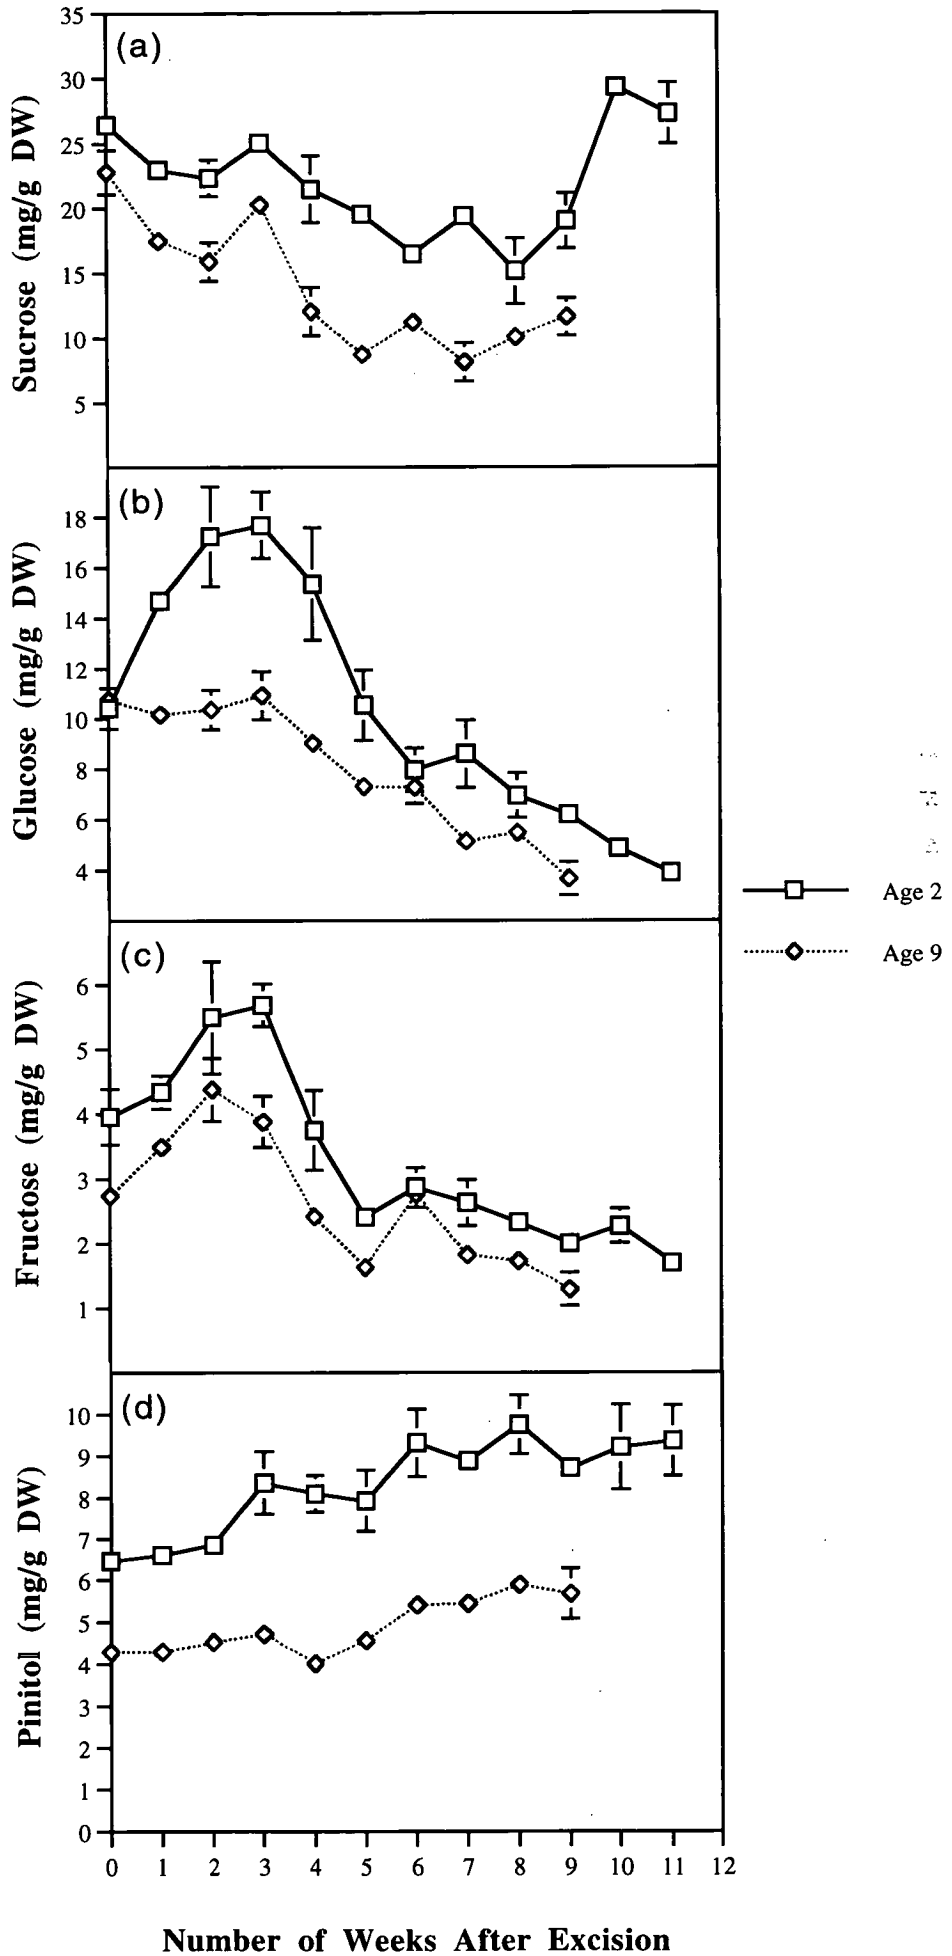 (a)
Sucrose (mg/g DW)
35
30
25
20
15
10
5
(b)
Glucose (mg/g DW)
18
16
14
12
10
8
6
4
Age 2
Age 9
(c)
Fructose (mg/g DW)
6
5
4
3
2
1
(d)
Pinitol (mg/g DW)
10
9
8
7
6
5
4
3
2
1
0
0 1 2 3 4 5 6 7 8 9 10 11 12
Number of Weeks After Excision